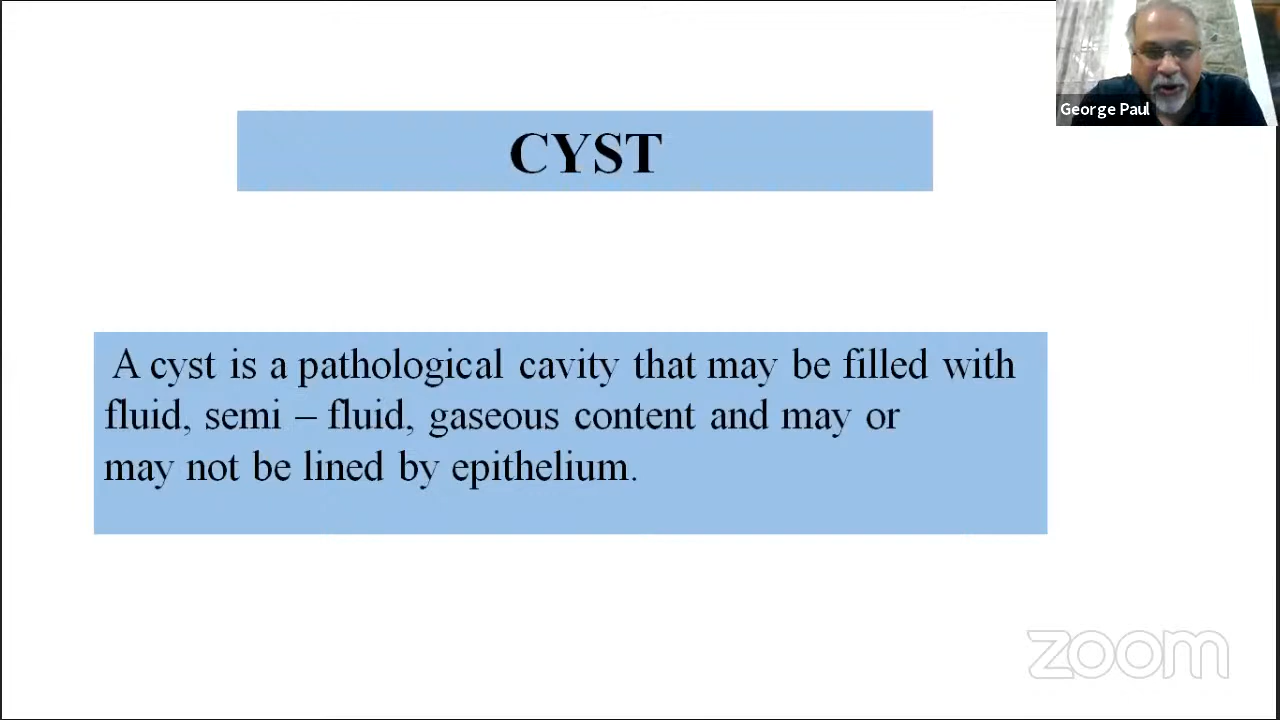 George Paul
CYST
A cyst is a pathological cavity that may be filled with
fluid, semi – fluid, gaseous content and may or
may not be lined by epithelium.
zoom